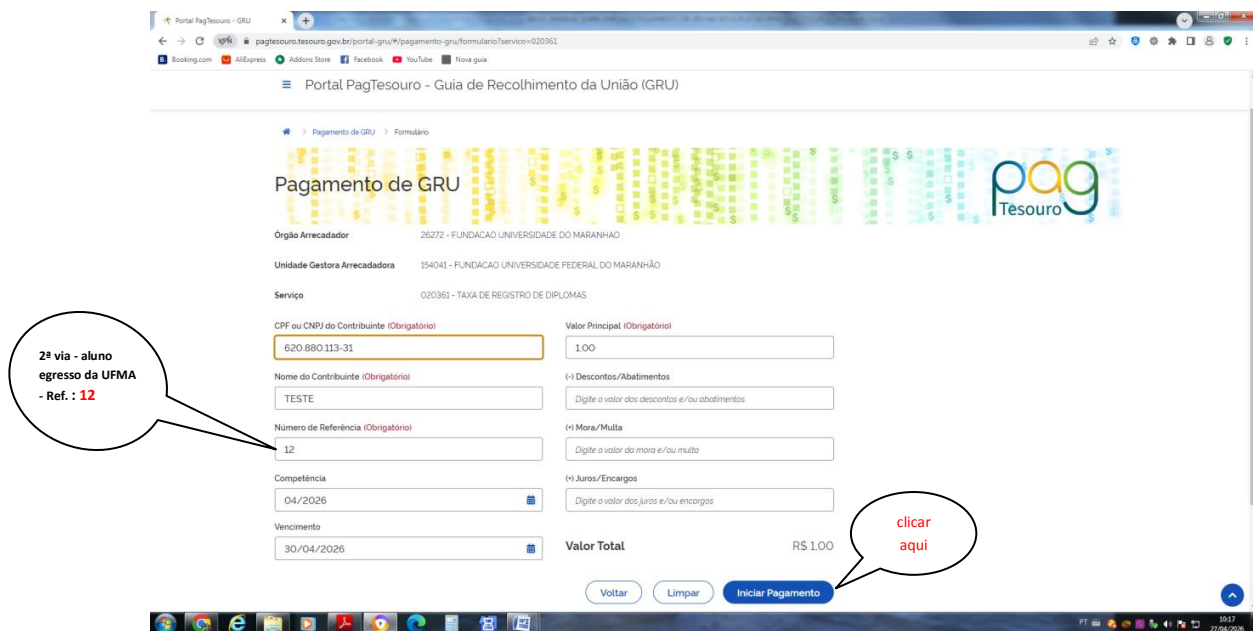 Portal PagTesouro - GRU
pagtesouro.tesouro.gov.br/portal-gru/#/pagamento-gru/formulario?servico=020361
VPN
Booking.com AliExpress Addons Store Facebook YouTube Nova guia
Portal PagTesouro - Guia de Recolhimento da União (GRU)
Pagamento de GRU > Formulário
Pagamento de GRU
pag
Tesouro
Órgão Arrecadador 26272 - FUNDACAO UNIVERSIDADE DO MARANHAO
Unidade Gestora Arrecadadora 154041 - FUNDACAO UNIVERSIDADE FEDERAL DO MARANHÃO
Serviço 020361 - TAXA DE REGISTRO DE DIPLOMAS
CPF ou CNPJ do Contribuinte (Obrigatório)
620.880.113-31
Nome do Contribuinte (Obrigatório)
TESTE
Número de Referência (Obrigatório)
12
Competência
04/2026
Vencimento
30/04/2026
Valor Principal (Obrigatório)
1.00
(-) Descontos/Abatimentos
Digite o valor dos descontos e/ou abatimentos
(+) Mora/Multa
Digite o valor da mora e/ou multa
(+) Juros/Encargos
Digite o valor dos juros e/ou encargos
Valor Total R$ 1.00
Voltar Limpar Iniciar Pagamento
2ª via - aluno
egresso da UFMA
- Ref. : 12
clicar
aqui
PT
10:17
27/04/2026